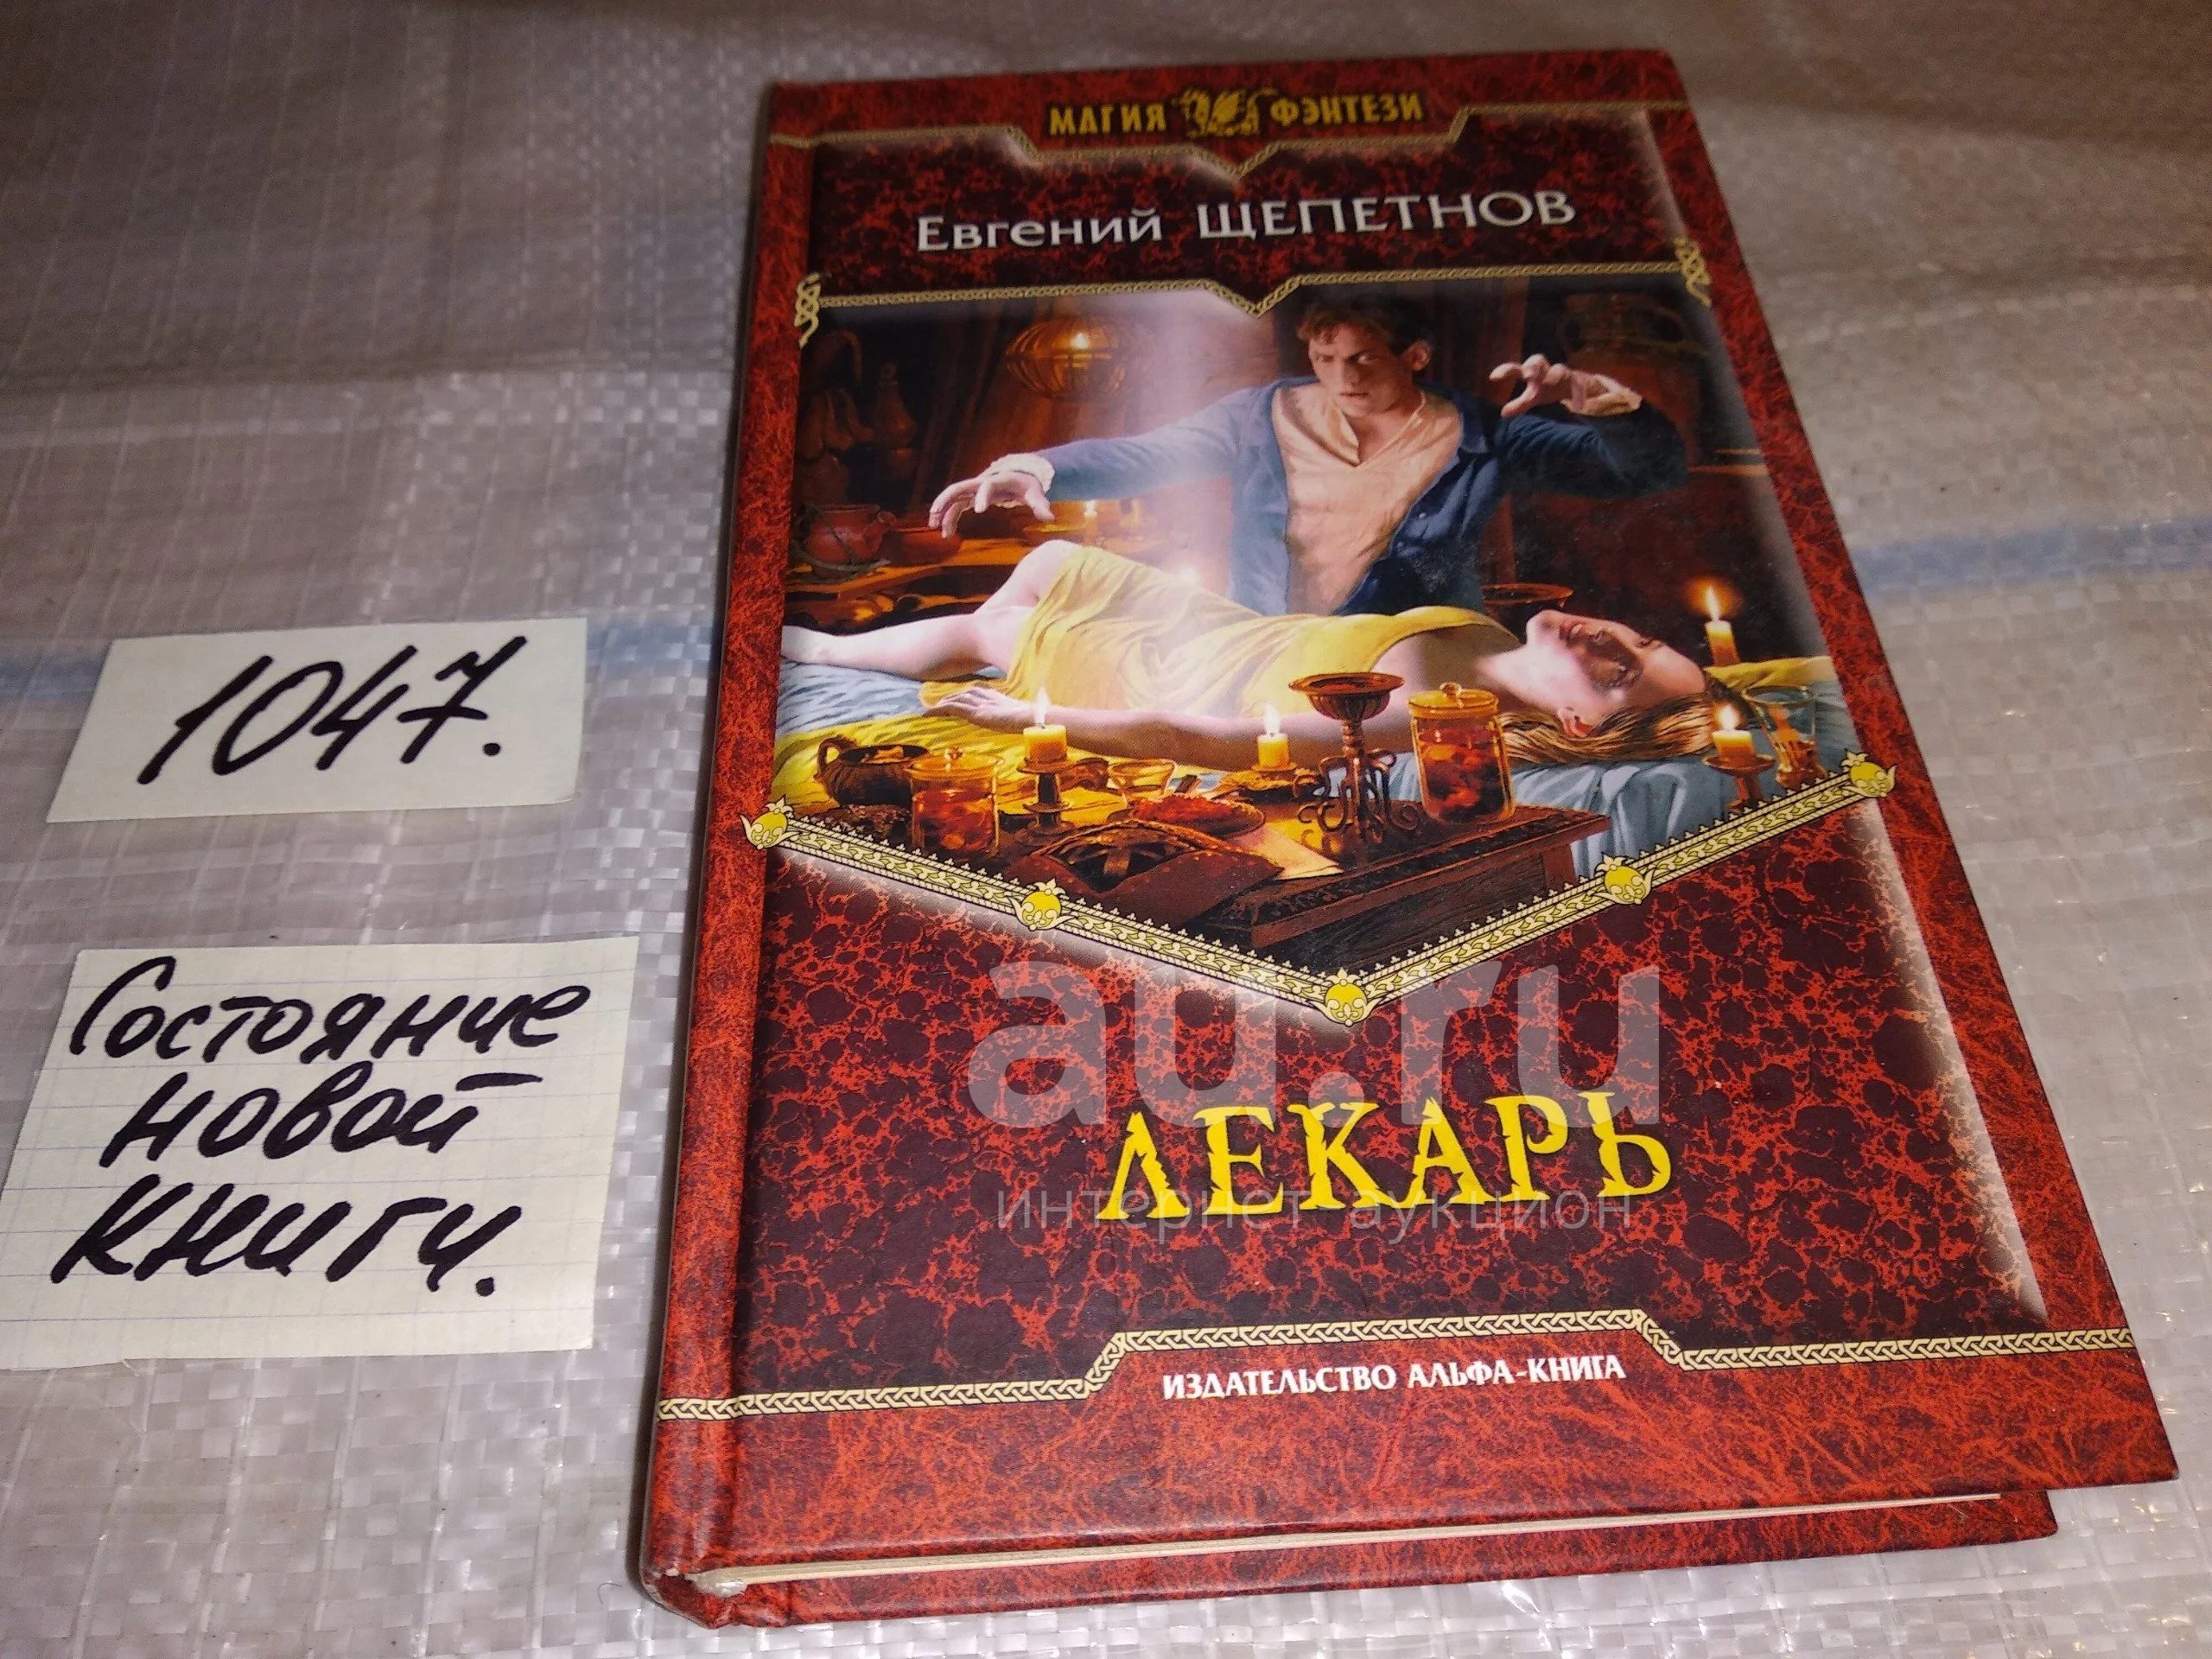 МАГИЯ ФЭНТЕЗИ
Евгений ЩЕПЕТНОВ
1047.
Состояние
новой
книги.
au.ru
ЛЕКАРЬ
интернет аукцион
ИЗДАТЕЛЬСТВО АЛЬФА-КНИГА